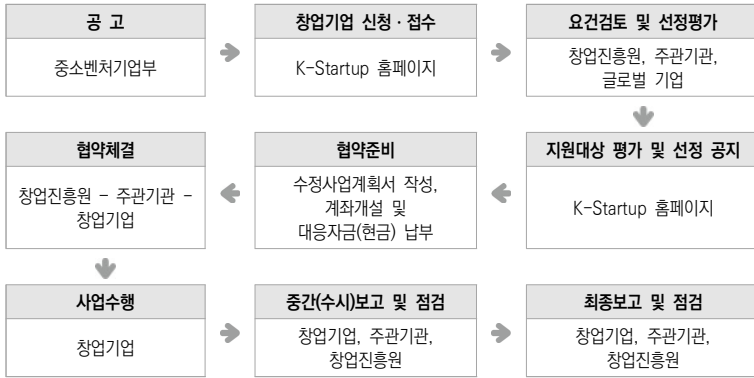 공 고
중소벤처기업부
창업기업 신청 · 접수
K-Startup 홈페이지
요건검토 및 선정평가
창업진흥원, 주관기관,
글로벌 기업
협약체결
창업진흥원 - 주관기관 -
창업기업
협약준비
수정사업계획서 작성,
계좌개설 및
대응자금(현금) 납부
지원대상 평가 및 선정 공지
K-Startup 홈페이지
사업수행
창업기업
중간(수시)보고 및 점검
창업기업, 주관기관,
창업진흥원
최종보고 및 점검
창업기업, 주관기관,
창업진흥원